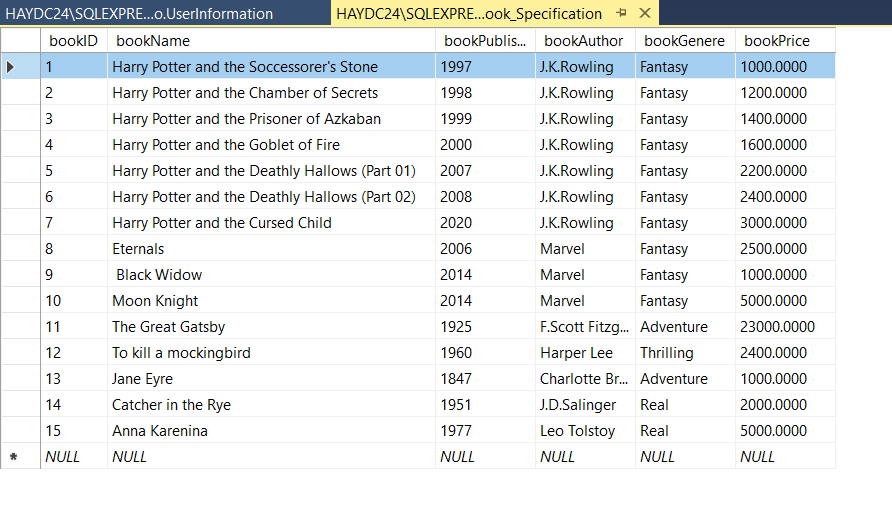 HAYDC24\SQLEXPRE...o.UserInformation HAYDC24\SQLEXPRE...ook_Specification
bookID bookName bookPublis... bookAuthor bookGenere bookPrice
1 Harry Potter and the Soccessorer's Stone 1997 J.K.Rowling Fantasy 1000.0000
2 Harry Potter and the Chamber of Secrets 1998 J.K.Rowling Fantasy 1200.0000
3 Harry Potter and the Prisoner of Azkaban 1999 J.K.Rowling Fantasy 1400.0000
4 Harry Potter and the Goblet of Fire 2000 J.K.Rowling Fantasy 1600.0000
5 Harry Potter and the Deathly Hallows (Part 01) 2007 J.K.Rowling Fantasy 2200.0000
6 Harry Potter and the Deathly Hallows (Part 02) 2008 J.K.Rowling Fantasy 2400.0000
7 Harry Potter and the Cursed Child 2020 J.K.Rowling Fantasy 3000.0000
8 Eternals 2006 Marvel Fantasy 2500.0000
9 Black Widow 2014 Marvel Fantasy 1000.0000
10 Moon Knight 2014 Marvel Fantasy 5000.0000
11 The Great Gatsby 1925 F.Scott Fitzg... Adventure 23000.0000
12 To kill a mockingbird 1960 Harper Lee Thrilling 2400.0000
13 Jane Eyre 1847 Charlotte Br... Adventure 1000.0000
14 Catcher in the Rye 1951 J.D.Salinger Real 2000.0000
15 Anna Karenina 1977 Leo Tolstoy Real 5000.0000
* NULL NULL NULL NULL NULL NULL